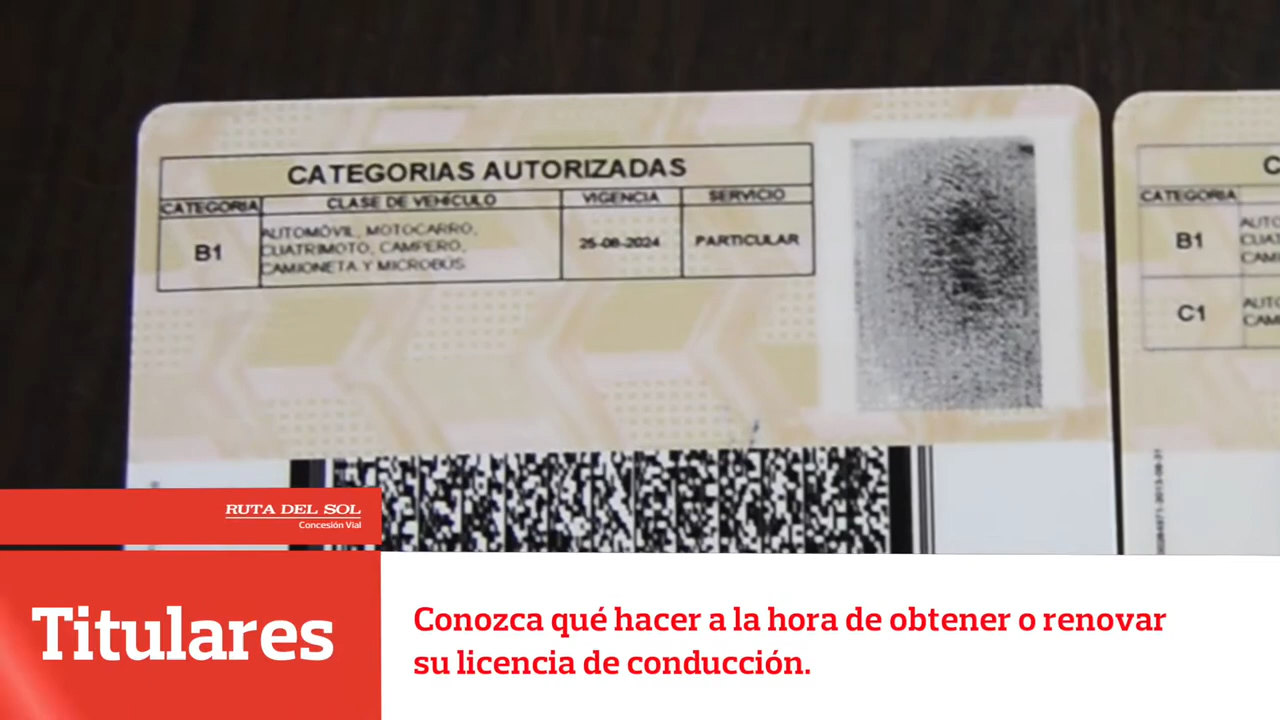 CATEGORIAS AUTORIZADAS
CATEGORIA CLASE DE VEHÍCULO VIGENCIA SERVICIO
B1 AUTOMÓVIL, MOTOCARRO, CUATRIMOTO, CAMPERO, CAMIONETA Y MICROBÚS. 25-08-2024 PARTICULAR
CATEGORIA
B1
C1
RUTA DEL SOL
Concesión Vial
Titulares
Conozca qué hacer a la hora de obtener o renovar
su licencia de conducción.